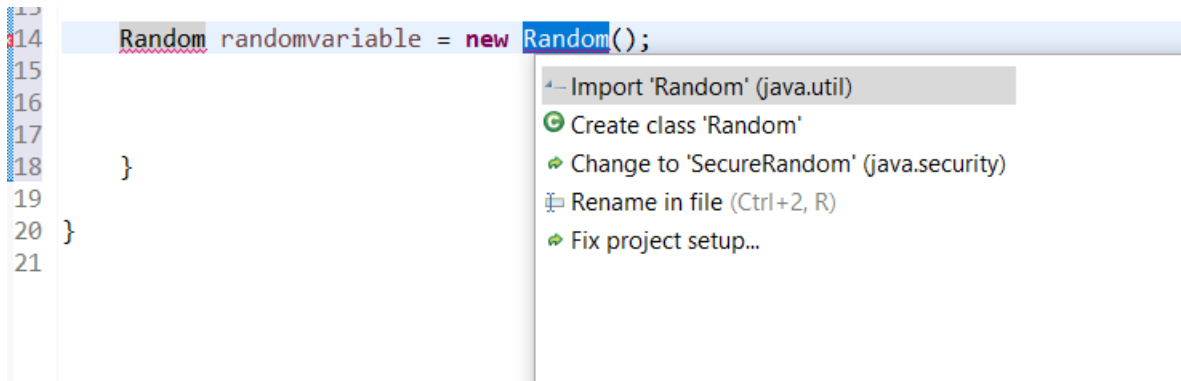 14 Random randomvariable = new Random();
15
16
17
18 }
19
20 }
21
Import 'Random' (java.util)
Create class 'Random'
Change to 'SecureRandom' (java.security)
Rename in file (Ctrl+2, R)
Fix project setup...